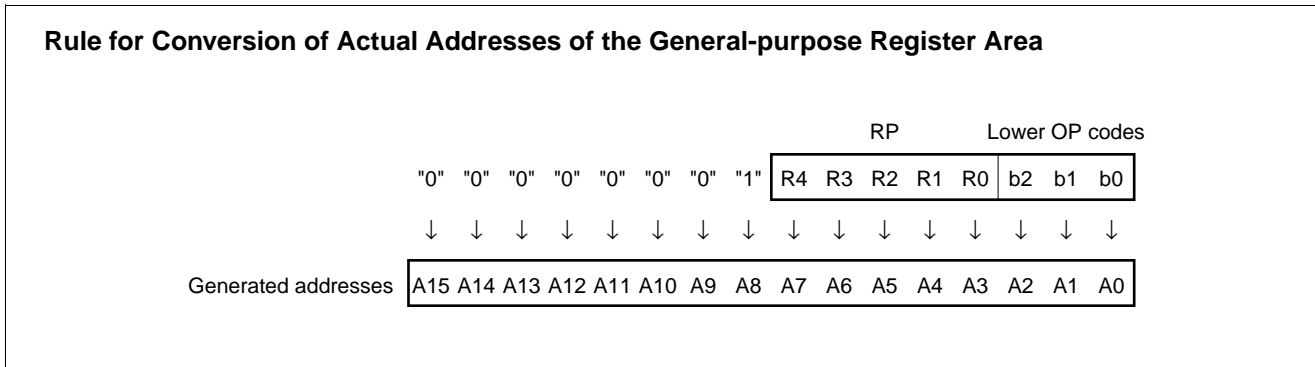 Rule for Conversion of Actual Addresses of the General-purpose Register Area
RP Lower OP codes
"0" "0" "0" "0" "0" "0" "0" "1" R4 R3 R2 R1 R0 b2 b1 b0
↓ ↓ ↓ ↓ ↓ ↓ ↓ ↓ ↓ ↓ ↓ ↓ ↓ ↓ ↓ ↓
Generated addresses A15 A14 A13 A12 A11 A10 A9 A8 A7 A6 A5 A4 A3 A2 A1 A0